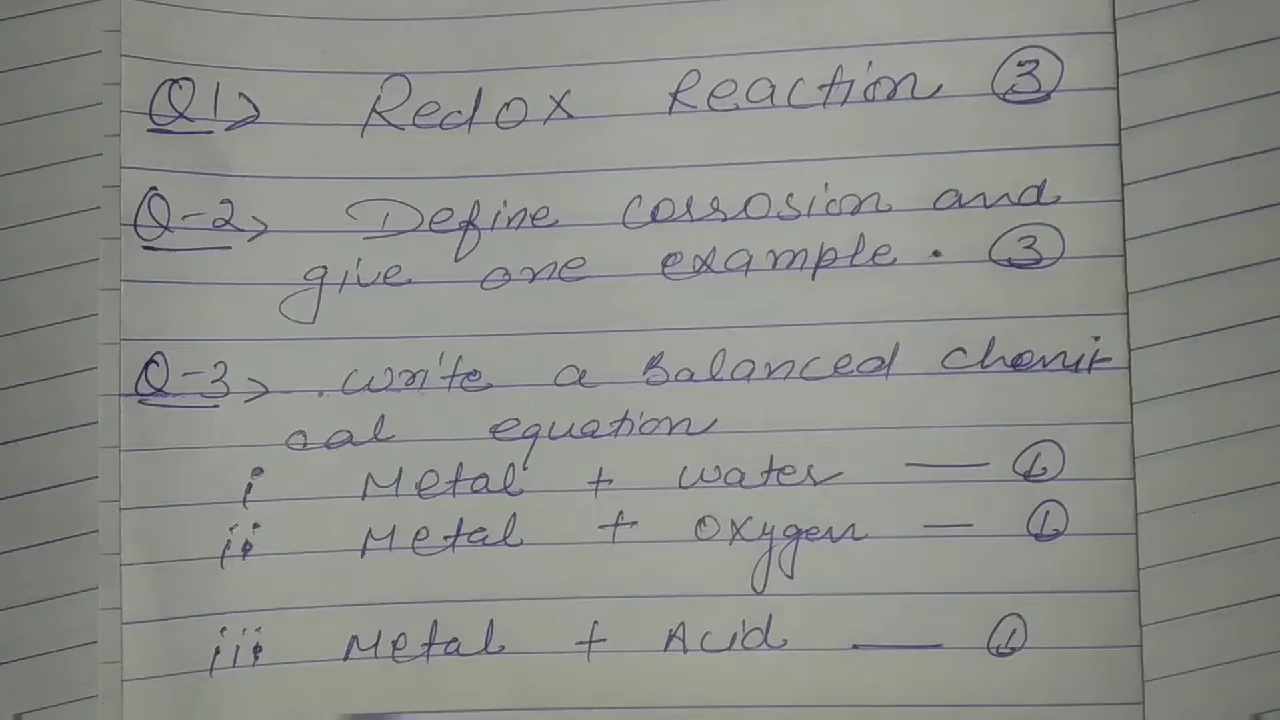 Q1> Redox Reaction ③
Q-2> Define corrosion and
give one example. ③
Q-3> write a Balanced chemi-
cal equation
i Metal + water — ①
ii Metal + oxygen — ①
iii Metal + Acid — ①